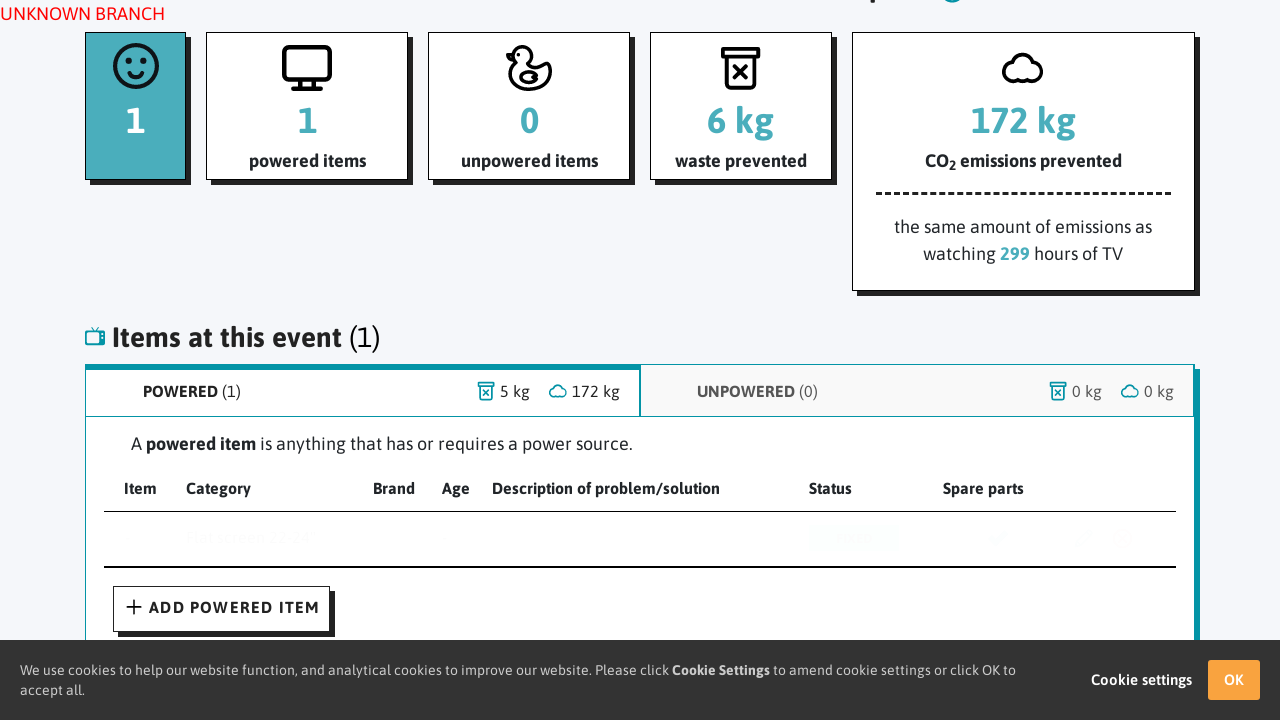 UNKNOWN BRANCH
1
1
powered items
0
unpowered items
6 kg
waste prevented
172 kg
CO2 emissions prevented
the same amount of emissions as
watching 299 hours of TV
Items at this event (1)
POWERED (1)
5 kg
172 kg
UNPOWERED (0)
0 kg
0 kg
A powered item is anything that has or requires a power source.
Item Category Brand Age Description of problem/solution Status Spare parts
+ ADD POWERED ITEM
We use cookies to help our website function, and analytical cookies to improve our website. Please click Cookie Settings to amend cookie settings or click OK to
accept all.
Cookie settings
OK